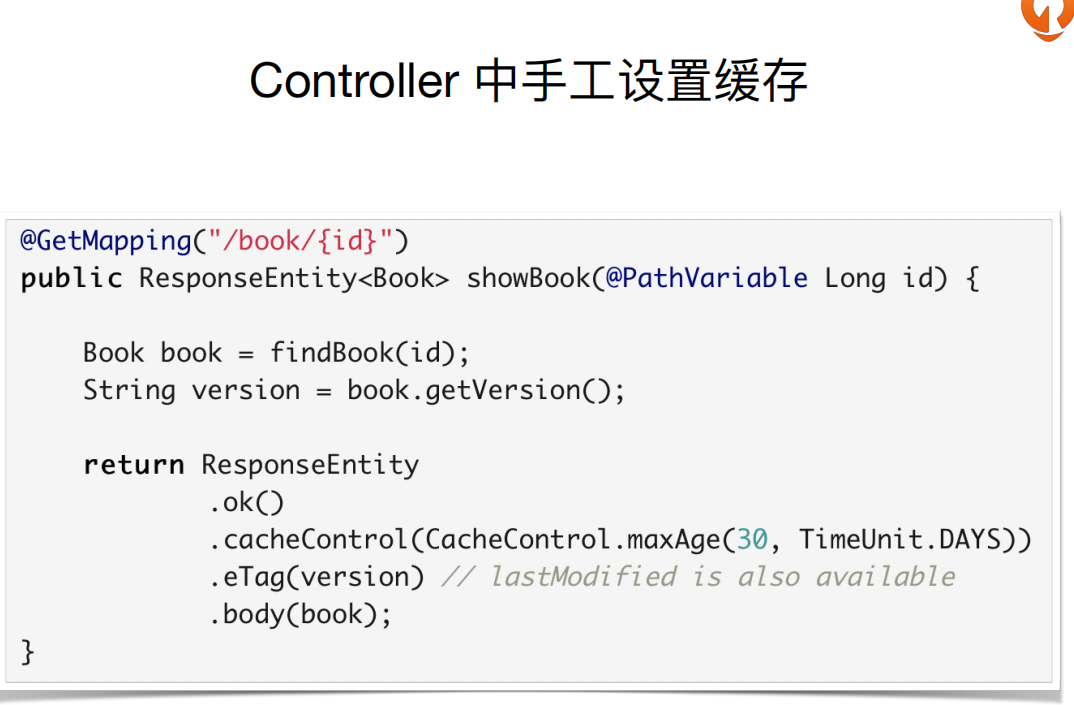 Controller 中手工设置缓存
@GetMapping("/book/{id}")
public ResponseEntity<Book> showBook(@PathVariable Long id) {
Book book = findBook(id);
String version = book.getVersion();
return ResponseEntity
.ok()
.cacheControl(CacheControl.maxAge(30, TimeUnit.DAYS))
.eTag(version) // lastModified is also available
.body(book);
}